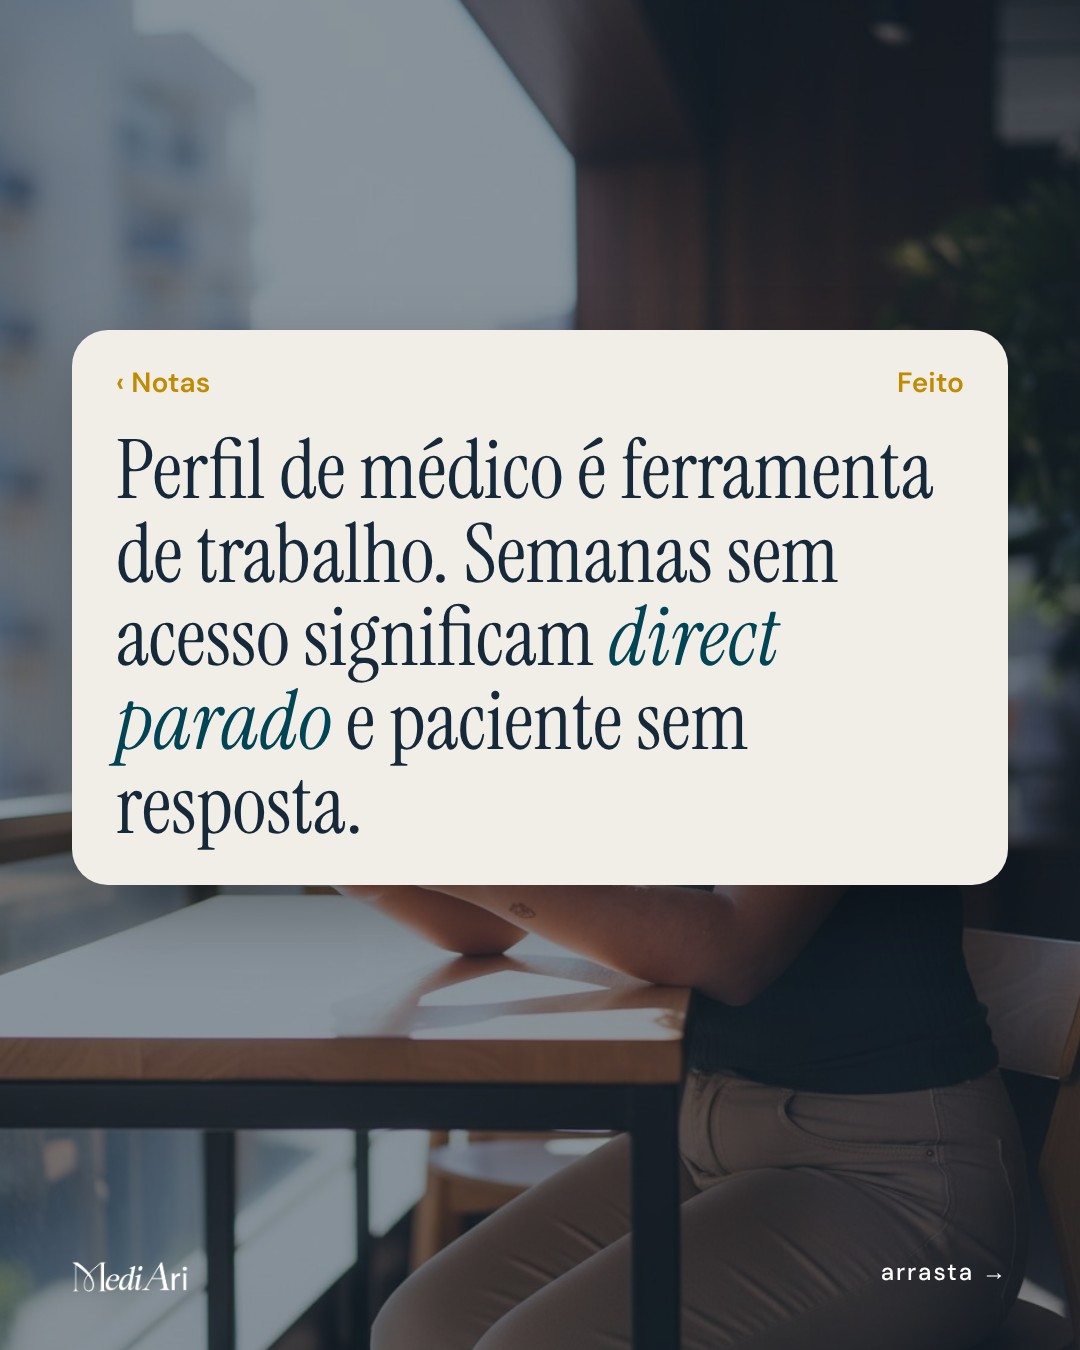 ‹ Notas
Feito
Perfil de médico é ferramenta
de trabalho. Semanas sem
acesso significam direct
parado e paciente sem
resposta.
MediAri
arrasta →